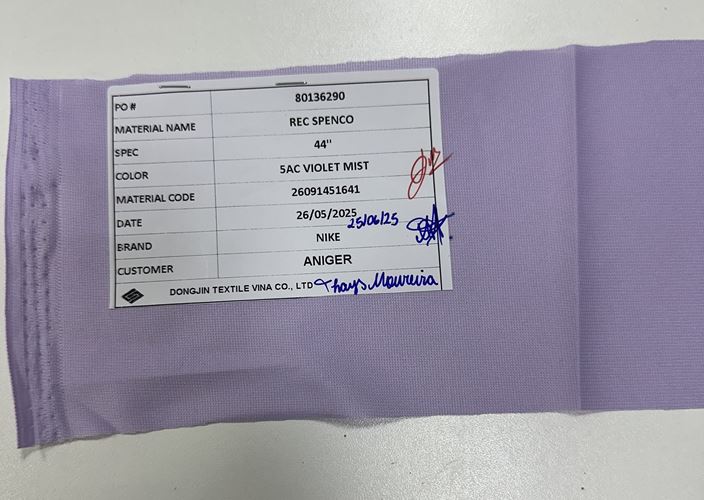 PO # 80136290
MATERIAL NAME REC SPENCO
SPEC 44"
COLOR 5AC VIOLET MIST
MATERIAL CODE 26091451641
DATE 26/05/2025
25/06/25
BRAND NIKE
CUSTOMER ANIGER
DONGJIN TEXTILE VINA CO., LTD Thays Moureira